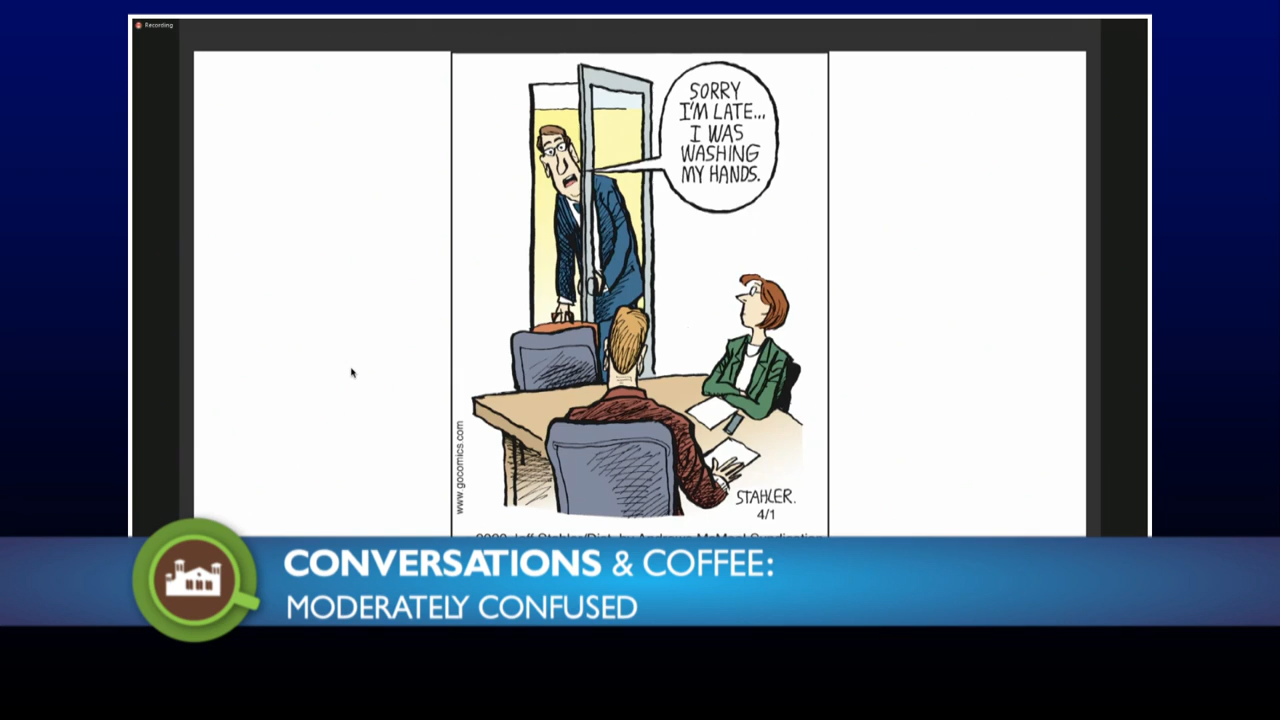 Recording
SORRY
I'M LATE...
I WAS
WASHING
MY HANDS.
www.gocomics.com
STAHLER.
4/1
CONVERSATIONS & COFFEE:
MODERATELY CONFUSED